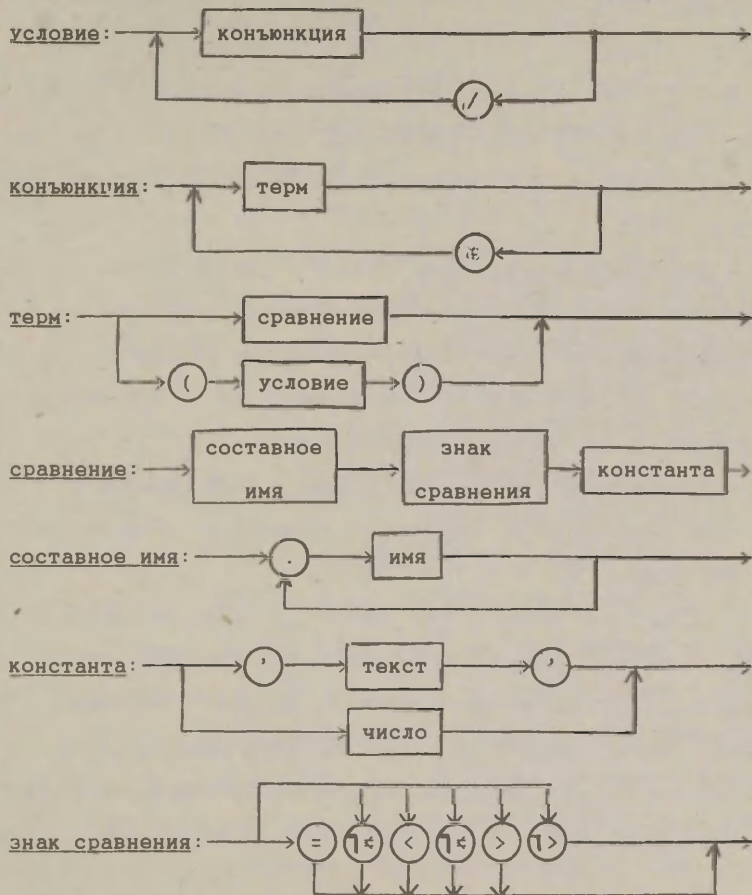 условие: конъюнкция
/
конъюнкция: терм
терм: сравнение
( условие )
сравнение: составное имя знак сравнения константа
составное имя: . имя
константа: ' текст '
число
знак сравнения: = < > ┐>